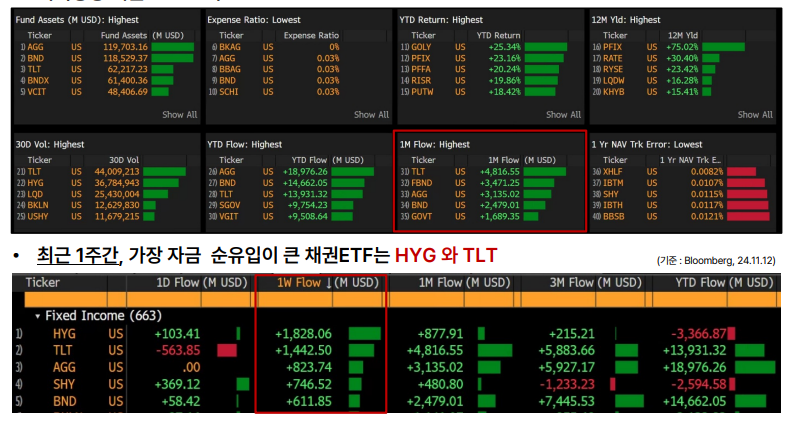 Fund Assets (M USD): Highest
Ticker Fund Assets (M USD)
1) AGG US 119,703.16
2) BND US 118,529.37
3) TLT US 62,217.23
4) BNDX US 61,400.36
5) VCIT US 48,406.69
Show All
Expense Ratio: Lowest
Ticker Expense Ratio
6) BKAG US 0%
7) AGG US 0.03%
8) BBAG US 0.03%
9) BND US 0.03%
10) SCHI US 0.03%
Show All
YTD Return: Highest
Ticker YTD Return
11) GOLY US +25.34%
12) PFIX US +23.16%
13) PFFA US +20.24%
14) RISR US +19.86%
15) PUTW US +18.42%
Show All
12M Yld: Highest
Ticker 12M Yld
16) PFIX US +75.02%
17) RATE US +30.40%
18) RYSE US +23.42%
19) LQDW US +16.28%
20) KHYB US +15.41%
Show All
30D Vol: Highest
Ticker 30D Vol
21) TLT US 44,009,213
22) HYG US 36,784,943
23) LQD US 25,430,004
24) BKLN US 12,629,830
25) USHY US 11,679,215
YTD Flow: Highest
Ticker YTD Flow (M USD)
26) AGG US +18,976.26
27) BND US +14,662.05
28) TLT US +13,931.32
29) SGOV US +9,754.23
30) VGIT US +9,508.64
1M Flow: Highest
Ticker 1M Flow (M USD)
31) TLT US +4,816.55
32) FBND US +3,471.25
33) AGG US +3,135.02
34) BND US +2,479.01
35) GOVT US +1,689.35
1 Yr NAV Trk Error: Lowest
Ticker 1 Yr NAV Trk E...
36) XHLF US 0.0082%
37) IBTM US 0.0107%
38) SHY US 0.0115%
39) IBTH US 0.0117%
40) BBSB US 0.0121%
• 최근 1주간, 가장 자금 순유입이 큰 채권ETF는 HYG 와 TLT
(기준 : Bloomberg, 24.11.12)
Ticker 1D Flow (M USD) 1W Flow ↓(M USD) 1M Flow (M USD) 3M Flow (M USD) YTD Flow (M USD)
▾ Fixed Income (663)
1) HYG US +103.41 +1,828.06 +877.91 +215.21 -3,366.87
2) TLT US -563.85 +1,442.50 +4,816.55 +5,883.66 +13,931.32
3) AGG US .00 +823.74 +3,135.02 +5,927.17 +18,976.26
4) SHY US +369.12 +746.52 +480.80 -1,233.23 -2,594.58
5) BND US +58.42 +611.85 +2,479.01 +7,445.53 +14,662.05